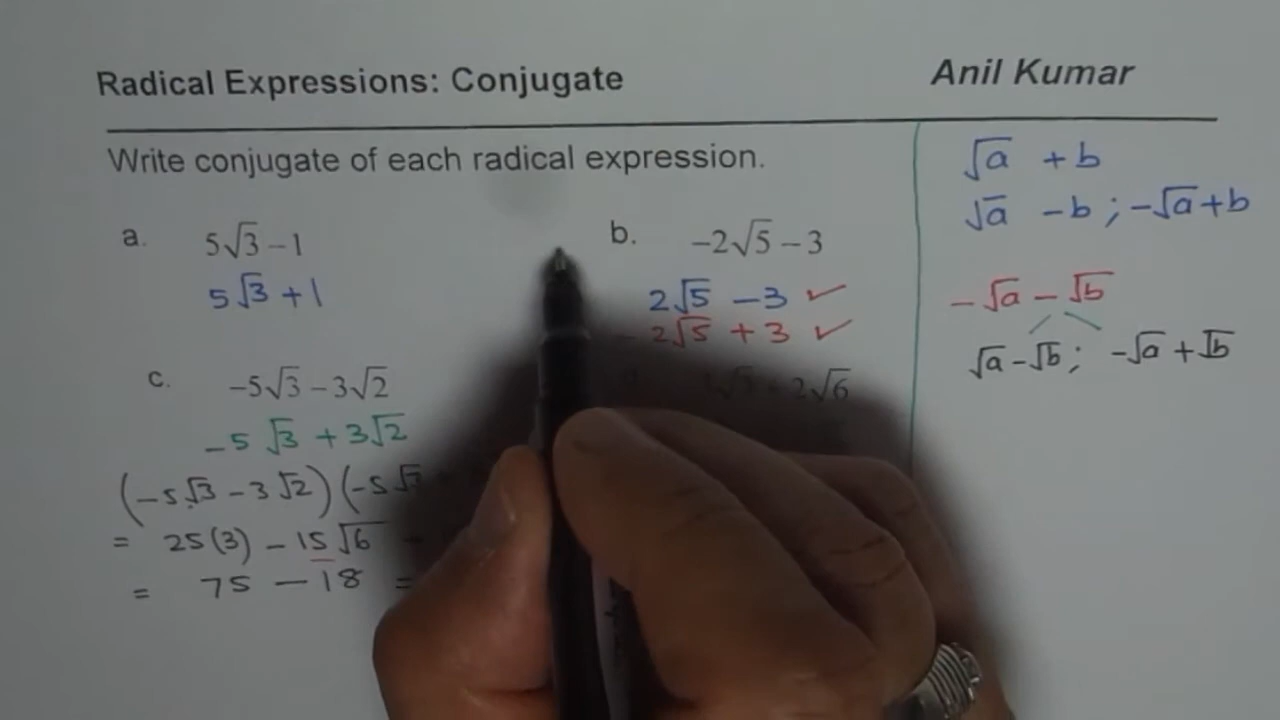 Radical Expressions: Conjugate
Anil Kumar
Write conjugate of each radical expression.
a. 5√3 − 1
5√3 + 1
b. −2√5 − 3
2√5 − 3 ✓
2√5 + 3 ✓
c. −5√3 − 3√2
−5√3 + 3√2
(−5√3 − 3√2)(−5√
= 25(3) − 15√6
= 75 − 18 =
2√6
√a + b
√a − b ; −√a + b
−√a − √b
√a − √b ; −√a + √b